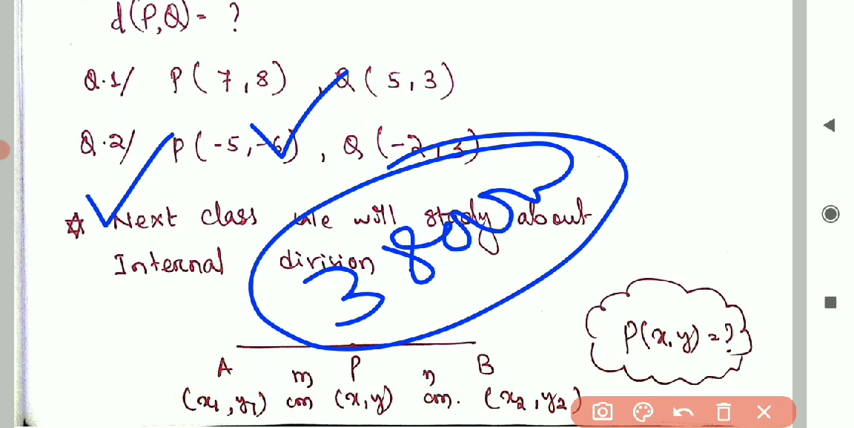 d(P,Q) = ?
Q.1/ P(7,8), Q(5,3)
Q.2/ P(-5,-6), Q(-2,3)
Next class we will study about
Internal division
A m P n B
(x1,y1) cm (x,y) cm. (x2,y2)
P(x,y)=?